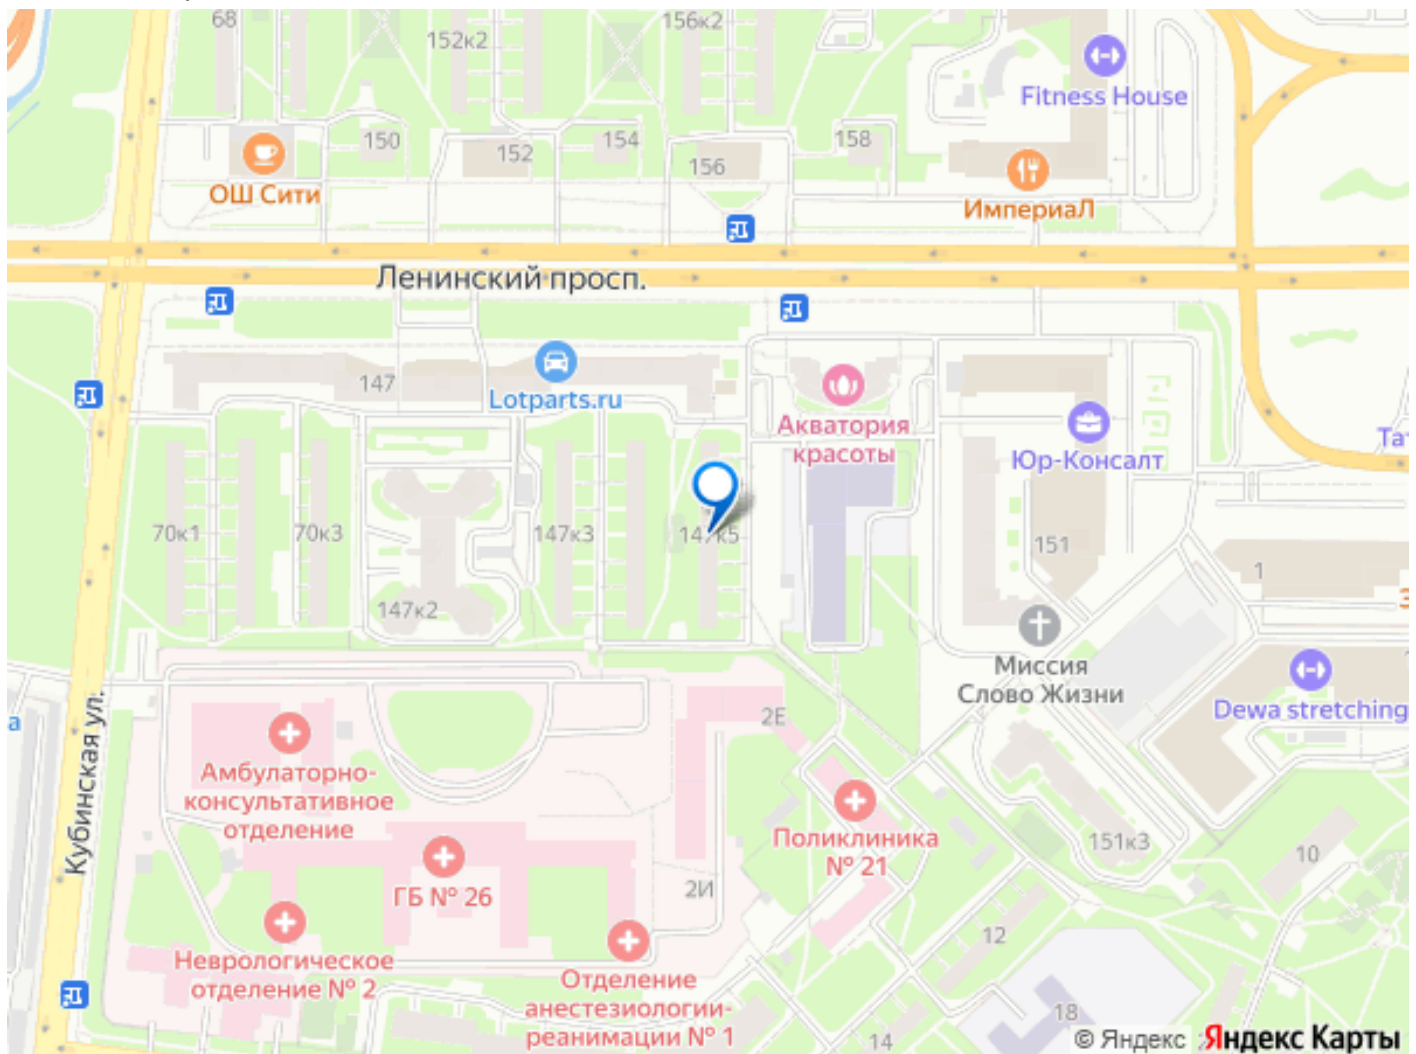 68
152к2
156к2
Fitness House
150
152
154
156
158
ОШ Сити
ИмпериаЛ
Ленинский просп.
147
Lotparts.ru
Акватория
красоты
Юр-Консалт
70к1
70к3
147к3
147к5
151
1
147к2
Миссия
Слово Жизни
Dewa stretching
Кубинская ул.
2Е
Амбулаторно-
консультативное
отделение
Поликлиника
№ 21
151к3
10
ГБ № 26
2И
12
Неврологическое
отделение № 2
Отделение
анестезиологии-
реанимации № 1
18
14
© Яндекс Яндекс Карты